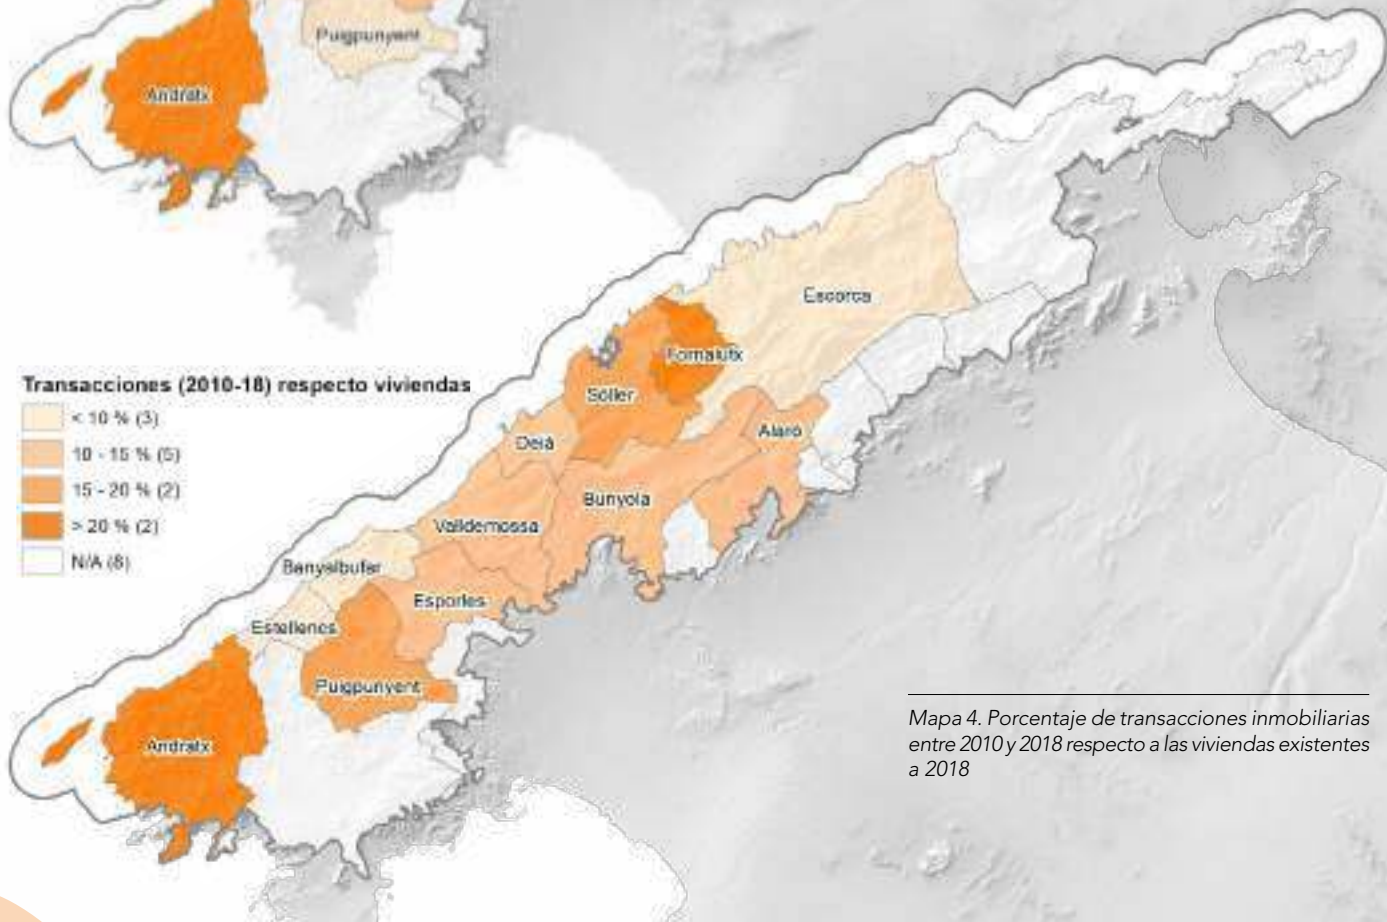 Puigpunyent
Andratx
Escorca
Fornalutx
Sóller
Deià
Alaró
Bunyola
Valldemossa
Banyalbufar
Esporles
Estellencs
Puigpunyent
Andratx
Transacciones (2010-18) respecto viviendas
< 10 % (3)
10 - 15 % (5)
15 - 20 % (2)
> 20 % (2)
N/A (8)
Mapa 4. Porcentaje de transacciones inmobiliarias
entre 2010 y 2018 respecto a las viviendas existentes
a 2018